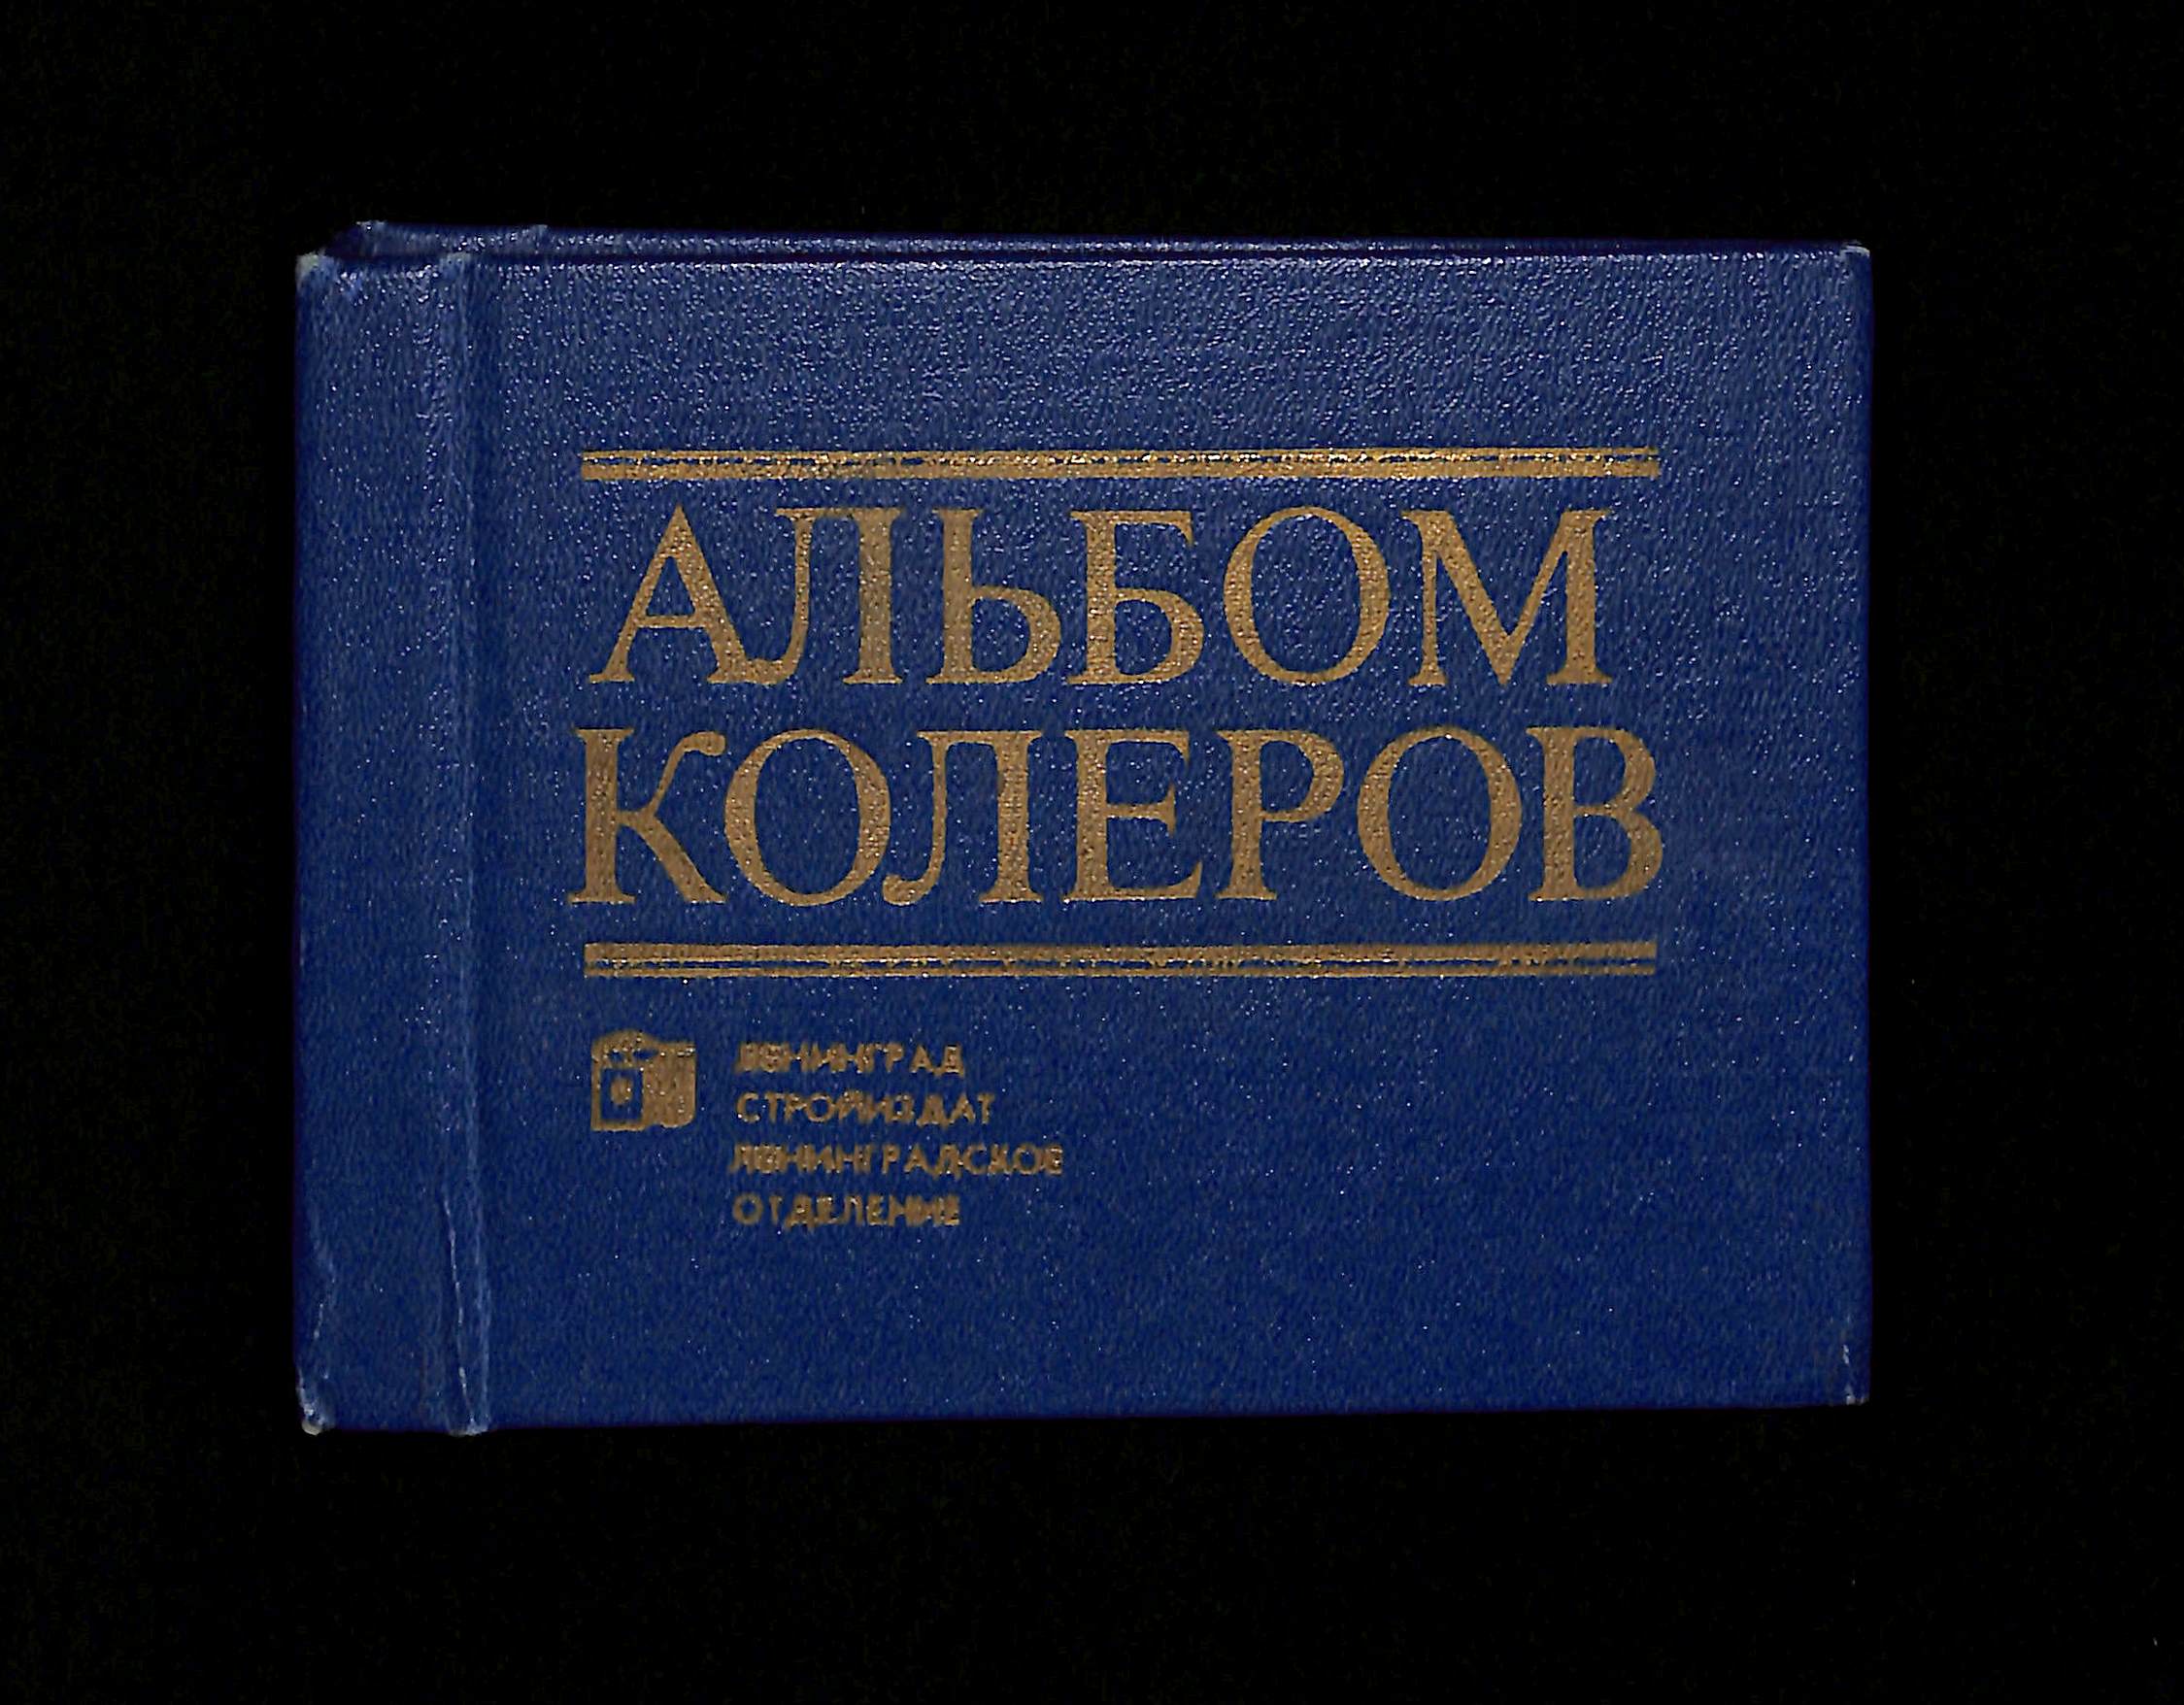 АЛЬБОМ
КОЛЕРОВ
ЛЕНИНГРАД
СТРОЙИЗДАТ
ЛЕНИНГРАДСКОЕ
ОТДЕЛЕНИЕ